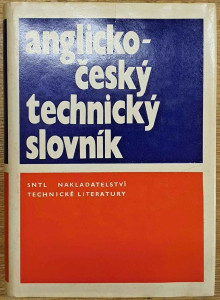 anglicko-
český
technický
slovník
SNTL NAKLADATELSTVÍ
TECHNICKÉ LITERATURY